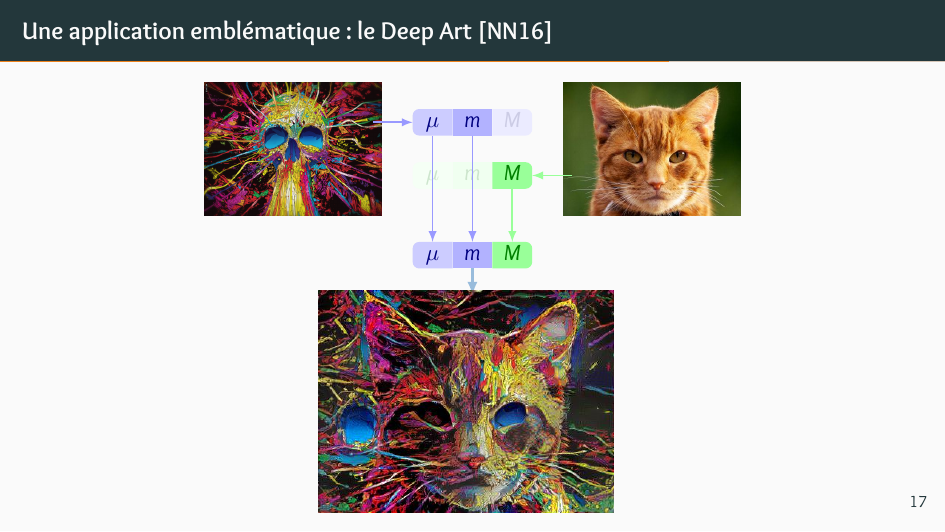 Une application emblématique : le Deep Art [NN16]
μ m M
μ m M
μ m M
17